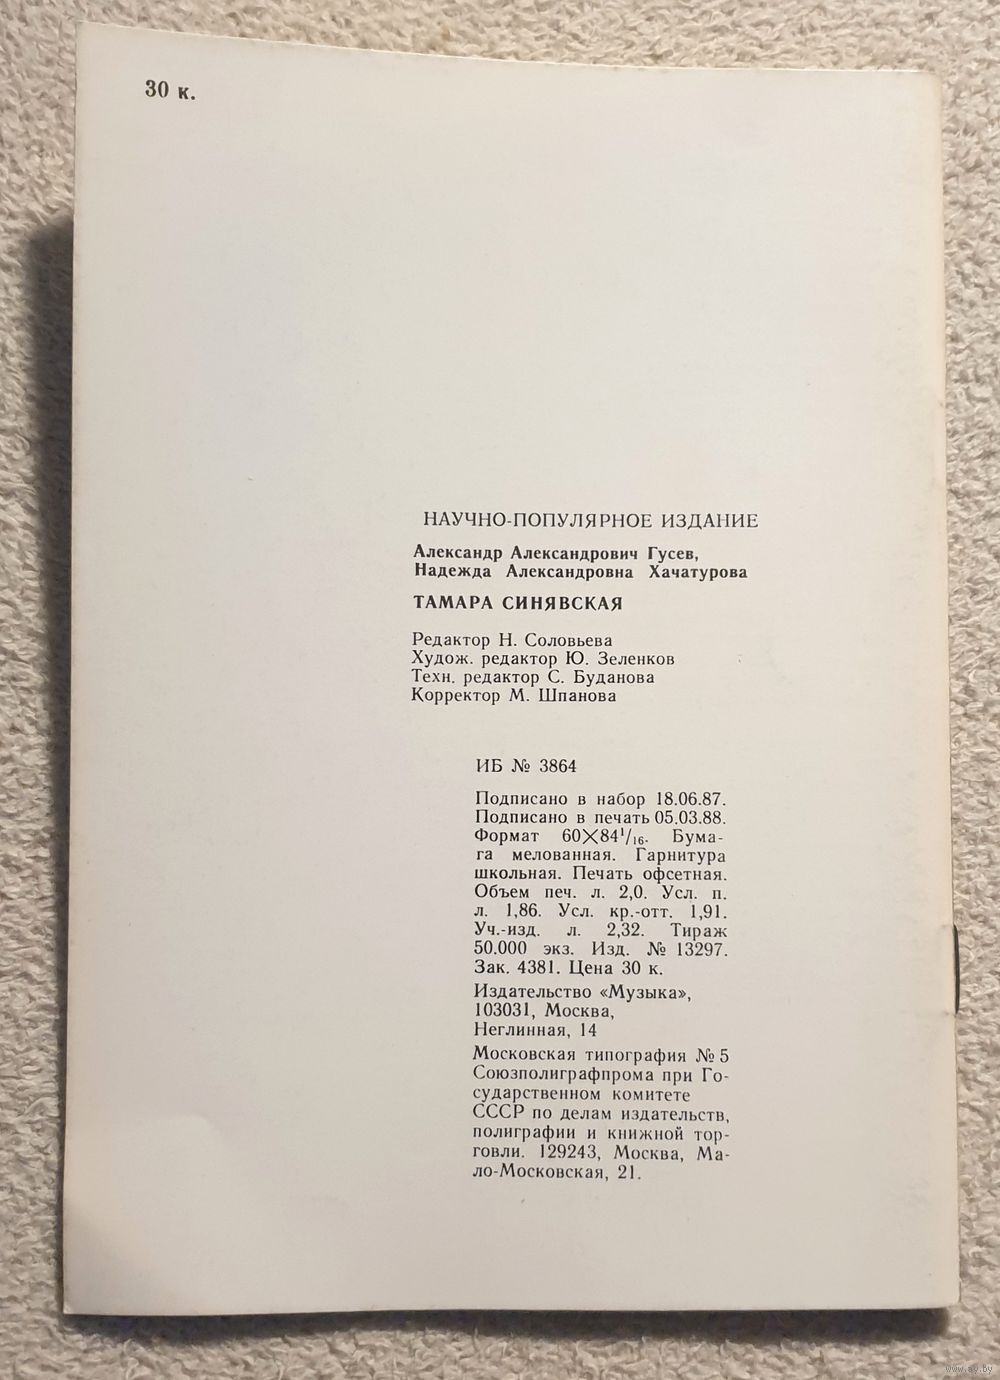 30 к.
НАУЧНО-ПОПУЛЯРНОЕ ИЗДАНИЕ
Александр Александрович Гусев,
Надежда Александровна Хачатурова
ТАМАРА СИНЯВСКАЯ
Редактор Н. Соловьева
Худож. редактор Ю. Зеленков
Техн. редактор С. Буданова
Корректор М. Шпанова
ИБ № 3864
Подписано в набор 18.06.87.
Подписано в печать 05.03.88.
Формат 60×84¹/₁₆. Бума-
га мелованная. Гарнитура
школьная. Печать офсетная.
Объем печ. л. 2,0. Усл. п.
л. 1,86. Усл. кр.-отт. 1,91.
Уч.-изд. л. 2,32. Тираж
50.000 экз. Изд. № 13297.
Зак. 4381. Цена 30 к.
Издательство «Музыка»,
103031, Москва,
Неглинная, 14
Московская типография № 5
Союзполиграфпрома при Го-
сударственном комитете
СССР по делам издательств,
полиграфии и книжной тор-
говли. 129243, Москва, Ма-
ло-Московская, 21.
www.ay.by